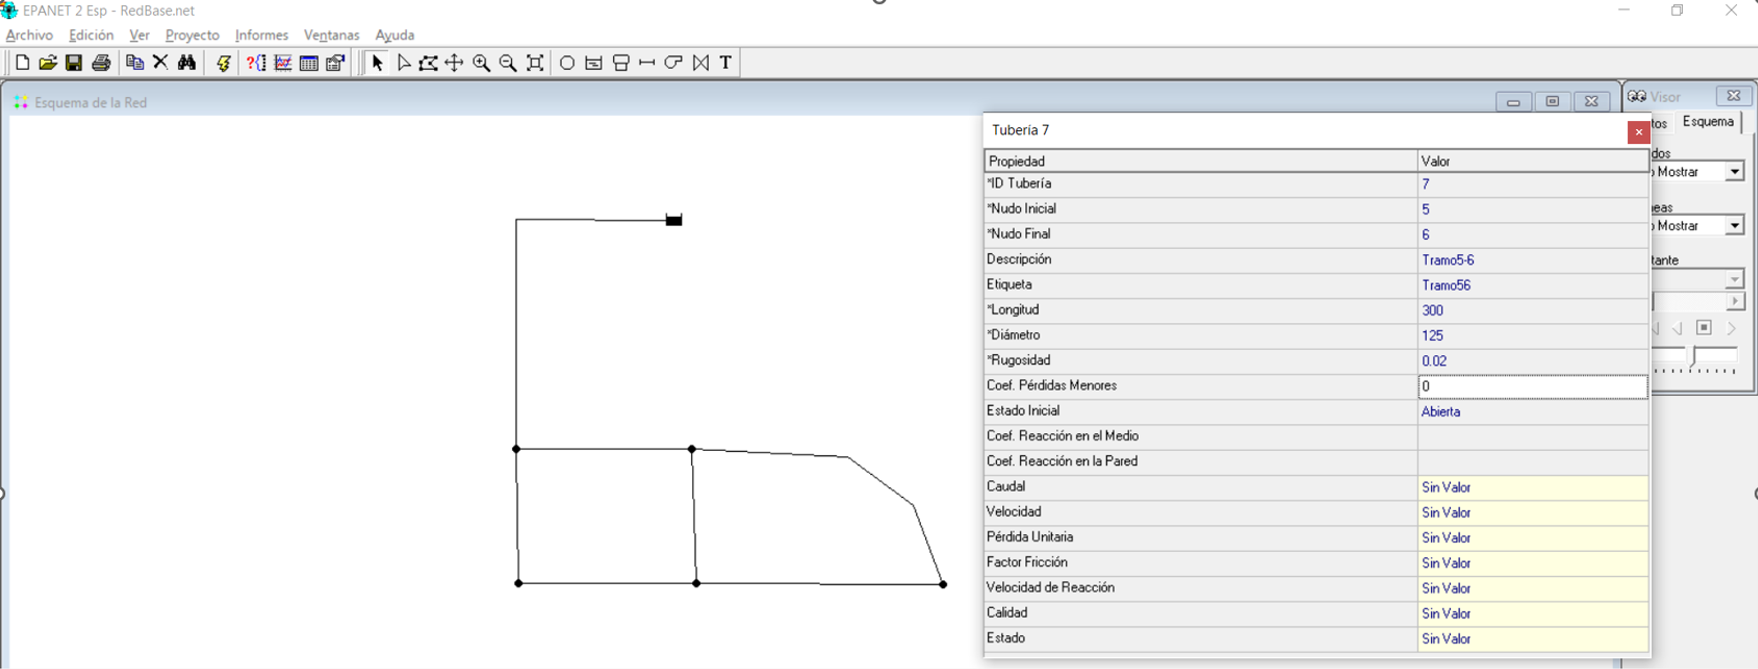 EPANET 2 Esp - RedBase.net
Archivo Edición Ver Proyecto Informes Ventanas Ayuda
T
Esquema de la Red
Visor
Tubería 7
tos Esquema
Propiedad Valor
dos
*ID Tubería 7
Mostrar
*Nudo Inicial 5
eas
*Nudo Final 6
Mostrar
Descripción Tramo5-6
tante
Etiqueta Tramo56
*Longitud 300
*Diámetro 125
*Rugosidad 0.02
Coef. Pérdidas Menores 0
Estado Inicial Abierta
Coef. Reacción en el Medio
Coef. Reacción en la Pared
Caudal Sin Valor
Velocidad Sin Valor
Pérdida Unitaria Sin Valor
Factor Fricción Sin Valor
Velocidad de Reacción Sin Valor
Calidad Sin Valor
Estado Sin Valor